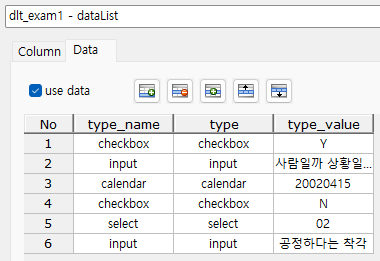 dlt_exam1 - dataList
Column Data
use data
No type_name type type_value
1 checkbox checkbox Y
2 input input 사람일까 상황일...
3 calendar calendar 20020415
4 checkbox checkbox N
5 select select 02
6 input input 공정하다는 착각